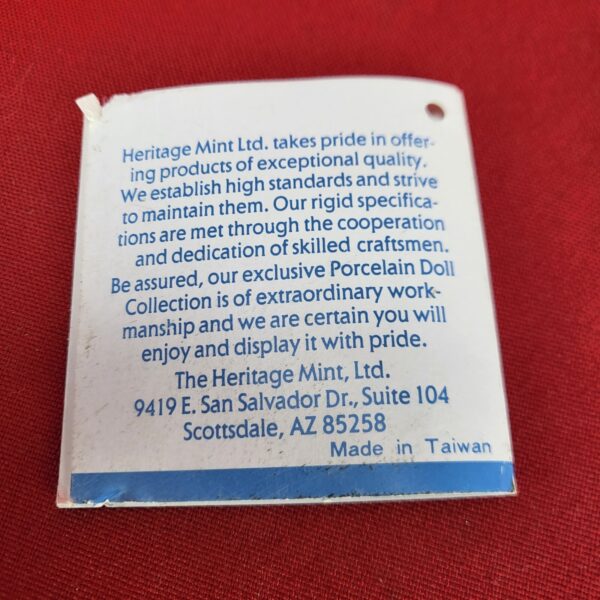 Heritage Mint Ltd. takes pride in offer-
ing products of exceptional quality.
We establish high standards and strive
to maintain them. Our rigid specifica-
tions are met through the cooperation
and dedication of skilled craftsmen.
Be assured, our exclusive Porcelain Doll
Collection is of extraordinary work-
manship and we are certain you will
enjoy and display it with pride.
The Heritage Mint, Ltd.
9419 E. San Salvador Dr., Suite 104
Scottsdale, AZ 85258
Made in Taiwan